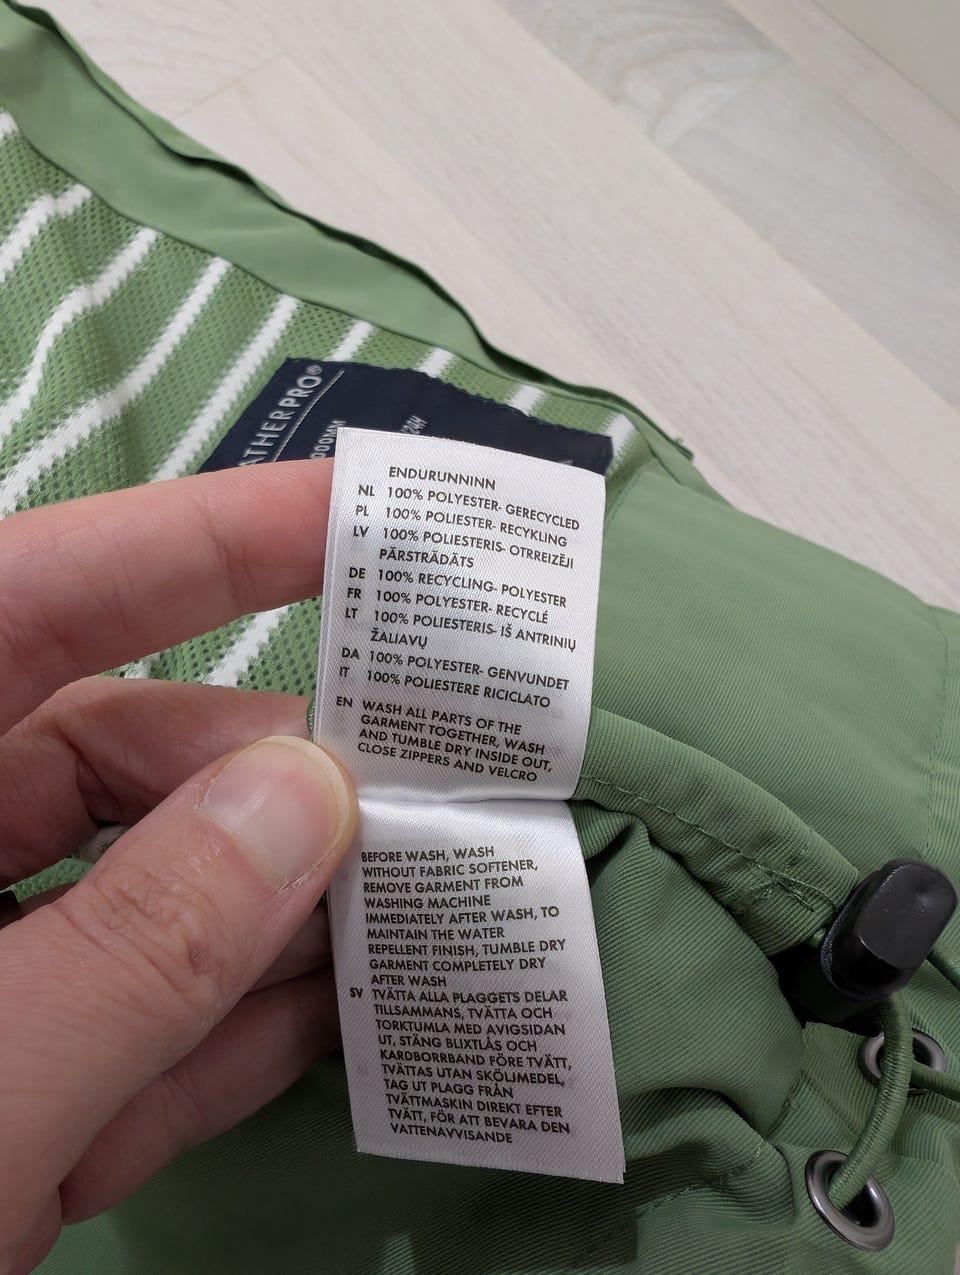 PRO®
ENDURUNNINN
NL 100% POLYESTER- GERECYCLED
PL 100% POLIESTER- RECYKLING
LV 100% POLIESTERIS- OTRREIZĒJI
PĀRSTRĀDĀTS
DE 100% RECYCLING- POLYESTER
FR 100% POLYESTER- RECYCLÉ
LT 100% POLIESTERIS- IŠ ANTRINIŲ
ŽALIAVŲ
DA 100% POLYESTER- GENVUNDET
IT 100% POLIESTERE RICICLATO
EN WASH ALL PARTS OF THE
GARMENT TOGETHER, WASH
AND TUMBLE DRY INSIDE OUT,
CLOSE ZIPPERS AND VELCRO
BEFORE WASH, WASH
WITHOUT FABRIC SOFTENER,
REMOVE GARMENT FROM
WASHING MACHINE
IMMEDIATELY AFTER WASH, TO
MAINTAIN THE WATER
REPELLENT FINISH, TUMBLE DRY
GARMENT COMPLETELY DRY
AFTER WASH
SV TVÄTTA ALLA PLAGGETS DELAR
TILLSAMMANS, TVÄTTA OCH
TORKTUMLA MED AVIGSIDAN
UT, STÄNG BLIXTLÅS OCH
KARDBORRBAND FÖRE TVÄTT,
TVÄTTAS UTAN SKÖLJMEDEL,
TAG UT PLAGG FRÅN
TVÄTTMASKIN DIREKT EFTER
TVÄTT, FÖR ATT BEVARA DEN
VATTENAVVISANDE